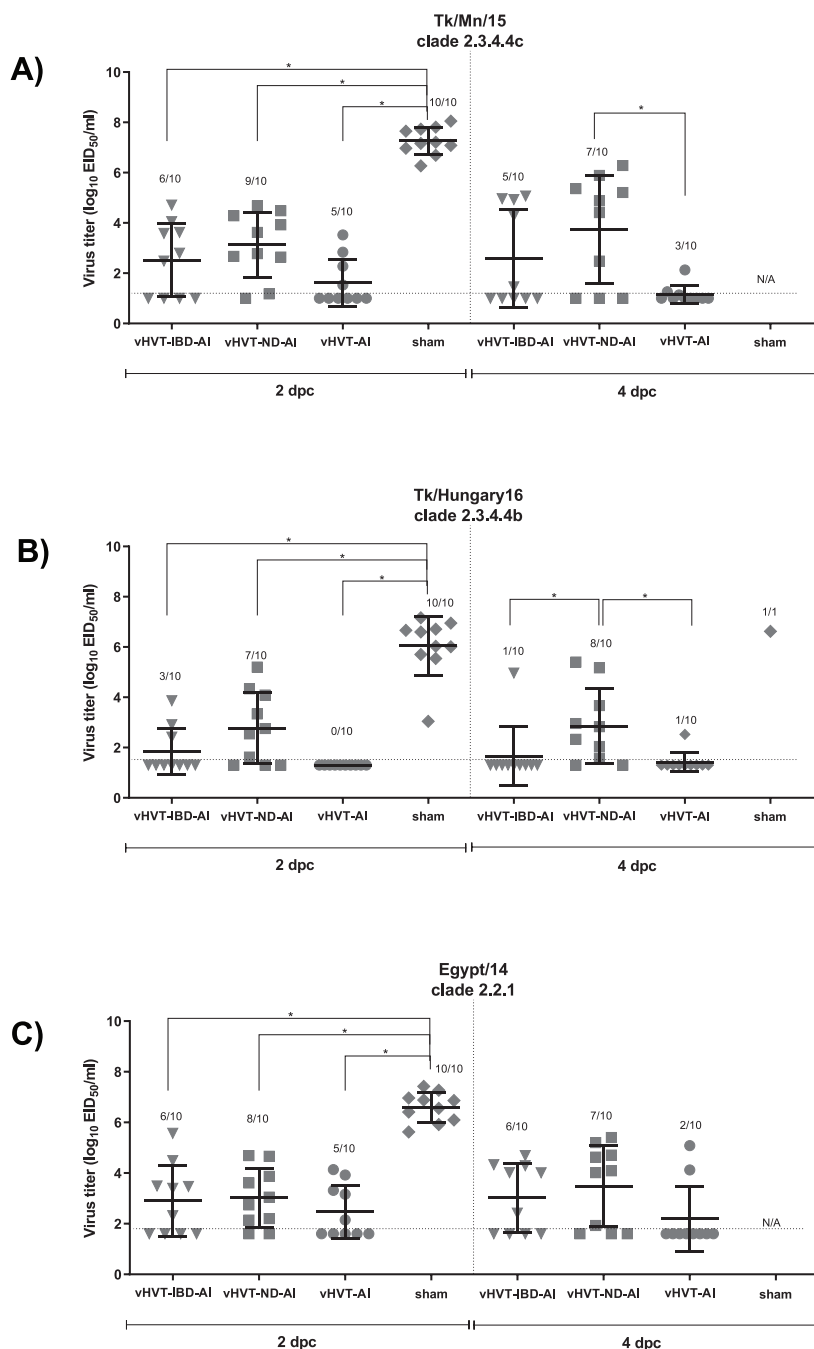 Tk/Mn/15
clade 2.3.4.4c
A)
Virus titer (log10 EID50/ml)
10
8
6
4
2
0
* * * *
6/10 9/10 5/10 10/10 5/10 7/10 3/10 N/A
vHVT-IBD-AI vHVT-ND-AI vHVT-AI sham vHVT-IBD-AI vHVT-ND-AI vHVT-AI sham
2 dpc 4 dpc
Tk/Hungary16
clade 2.3.4.4b
B)
Virus titer (log10 EID50/ml)
10
8
6
4
2
0
* * * * *
3/10 7/10 0/10 10/10 1/10 8/10 1/10 1/1
vHVT-IBD-AI vHVT-ND-AI vHVT-AI sham vHVT-IBD-AI vHVT-ND-AI vHVT-AI sham
2 dpc 4 dpc
Egypt/14
clade 2.2.1
C)
Virus titer (log10 EID50/ml)
10
8
6
4
2
0
* * *
6/10 8/10 5/10 10/10 6/10 7/10 2/10 N/A
vHVT-IBD-AI vHVT-ND-AI vHVT-AI sham vHVT-IBD-AI vHVT-ND-AI vHVT-AI sham
2 dpc 4 dpc